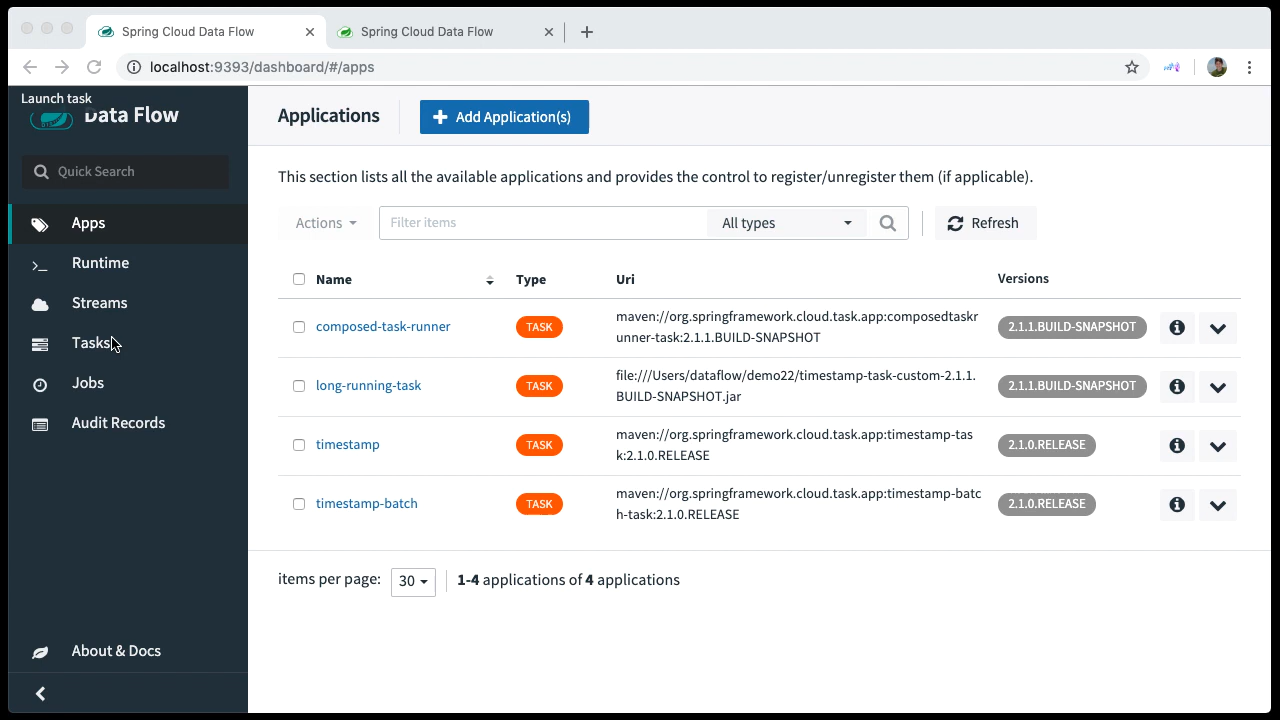 Spring Cloud Data Flow
Spring Cloud Data Flow
localhost:9393/dashboard/#/apps
Launch task
Data Flow
Quick Search
Apps
Runtime
Streams
Tasks
Jobs
Audit Records
About & Docs
Applications
Add Application(s)
This section lists all the available applications and provides the control to register/unregister them (if applicable).
Actions
Filter items
All types
Refresh
Name Type Uri Versions
composed-task-runner TASK maven://org.springframework.cloud.task.app:composedtaskr
unner-task:2.1.1.BUILD-SNAPSHOT 2.1.1.BUILD-SNAPSHOT
long-running-task TASK file:///Users/dataflow/demo22/timestamp-task-custom-2.1.1.
BUILD-SNAPSHOT.jar 2.1.1.BUILD-SNAPSHOT
timestamp TASK maven://org.springframework.cloud.task.app:timestamp-tas
k:2.1.0.RELEASE 2.1.0.RELEASE
timestamp-batch TASK maven://org.springframework.cloud.task.app:timestamp-batc
h-task:2.1.0.RELEASE 2.1.0.RELEASE
items per page: 30 1-4 applications of 4 applications